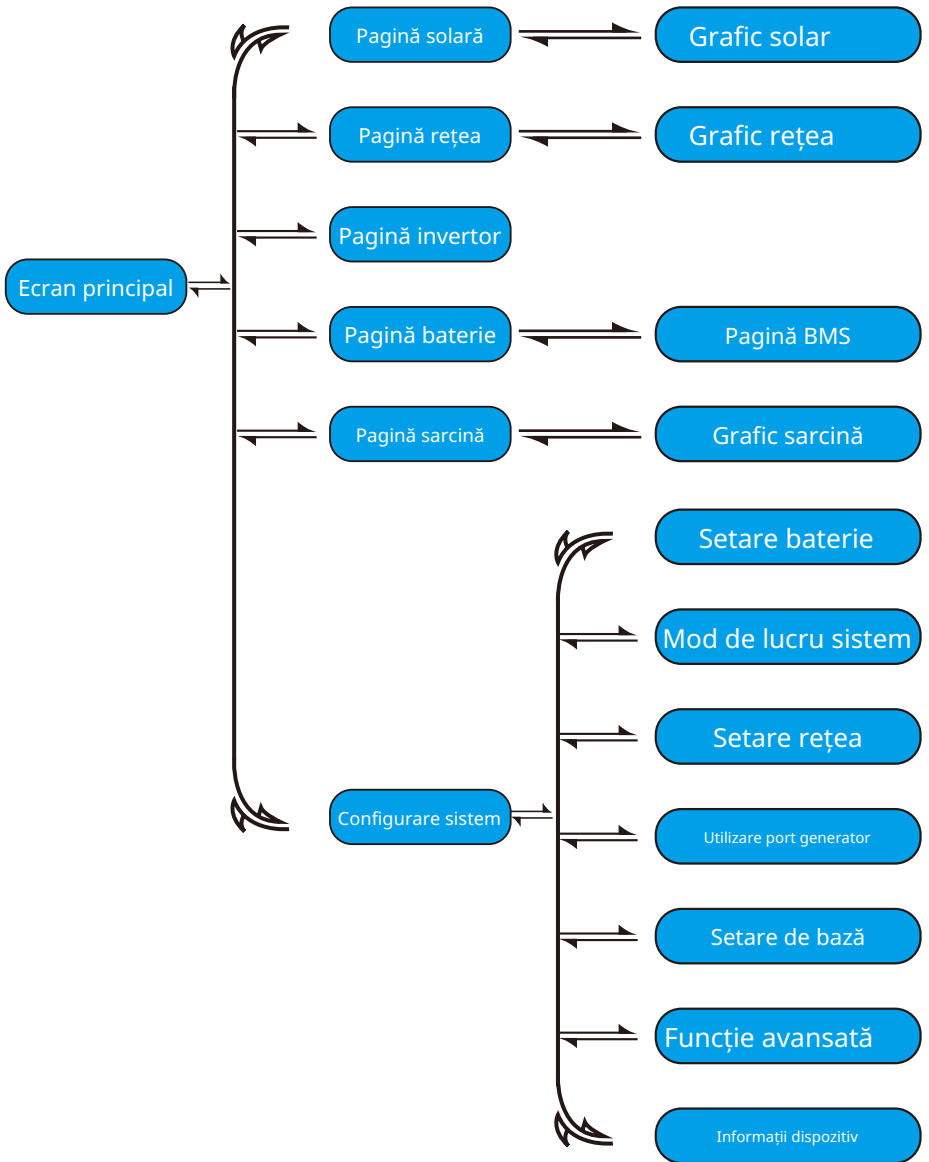 Pagină solară
Grafic solar
Pagină rețea
Grafic rețea
Pagină invertor
Ecran principal
Pagină baterie
Pagină BMS
Pagină sarcină
Grafic sarcină
Setare baterie
Mod de lucru sistem
Setare rețea
Configurare sistem
Utilizare port generator
Setare de bază
Funcție avansată
Informații dispozitiv